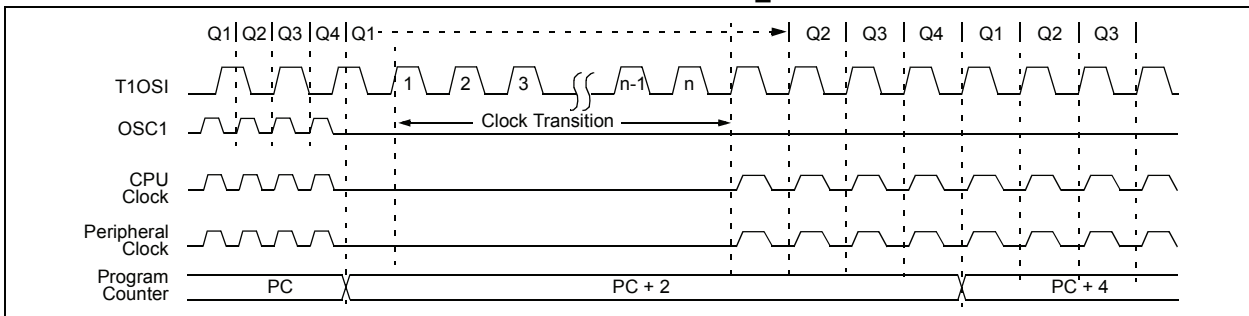 Q1 Q2 Q3 Q4 Q1 Q2 Q3 Q4 Q1 Q2 Q3
T1OSI 1 2 3 n-1 n
OSC1 Clock Transition
CPU
Clock
Peripheral
Clock
Program
Counter PC PC + 2 PC + 4